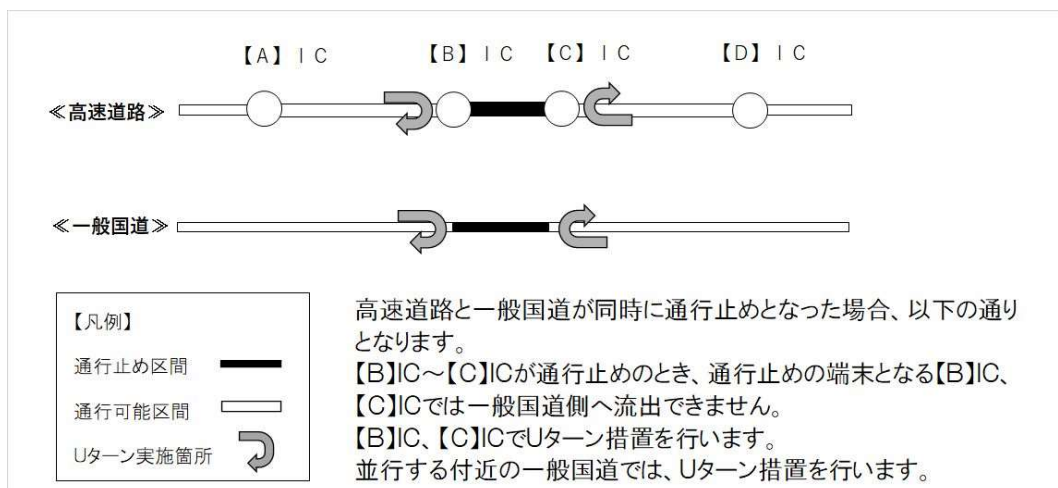 【A】IC　【B】IC　【C】IC　【D】IC
≪高速道路≫
≪一般国道≫
【凡例】
通行止め区間
通行可能区間
Uターン実施箇所
高速道路と一般国道が同時に通行止めとなった場合、以下の通り
となります。
【B】IC～【C】ICが通行止めのとき、通行止めの端末となる【B】IC、
【C】ICでは一般国道側へ流出できません。
【B】IC、【C】ICでUターン措置を行います。
並行する付近の一般国道では、Uターン措置を行います。